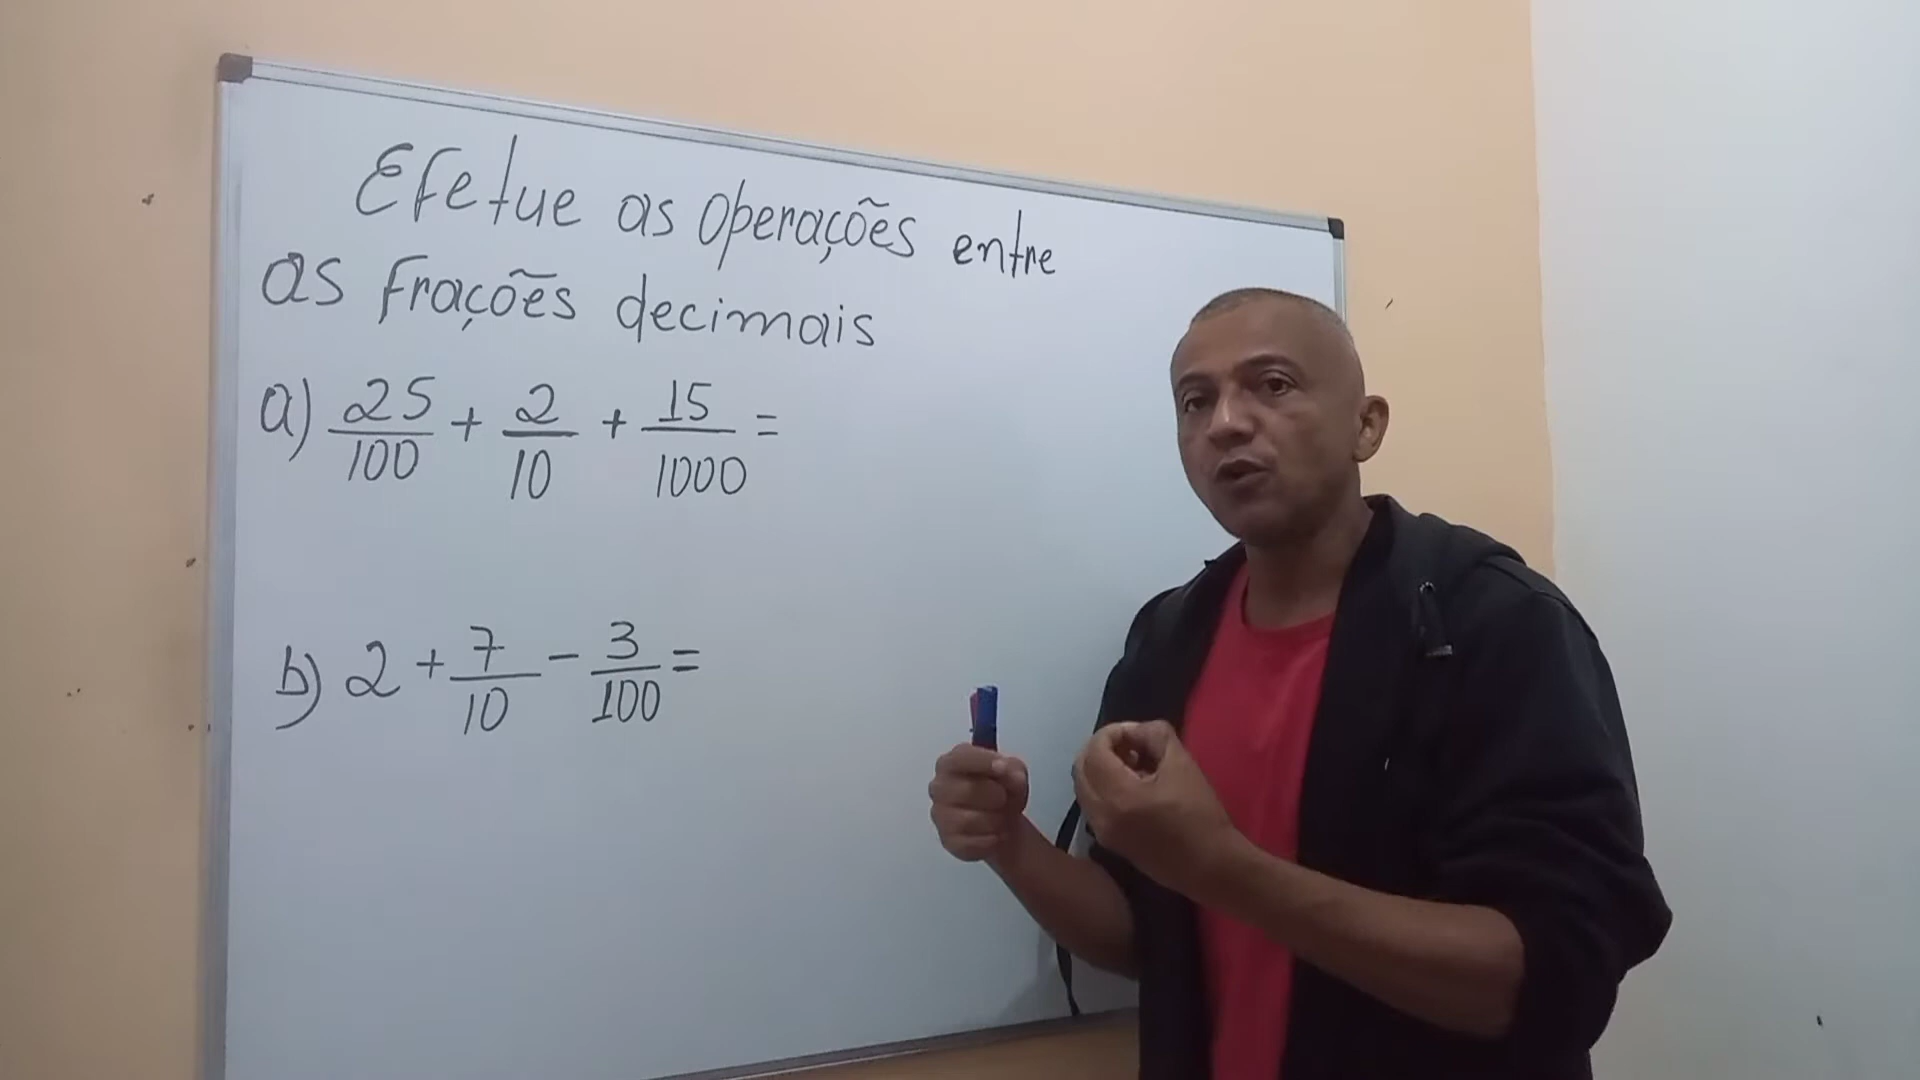 Efetue as operações entre
as frações decimais
a) 25/100 + 2/10 + 15/1000 =
b) 2 + 7/10 - 3/100 =